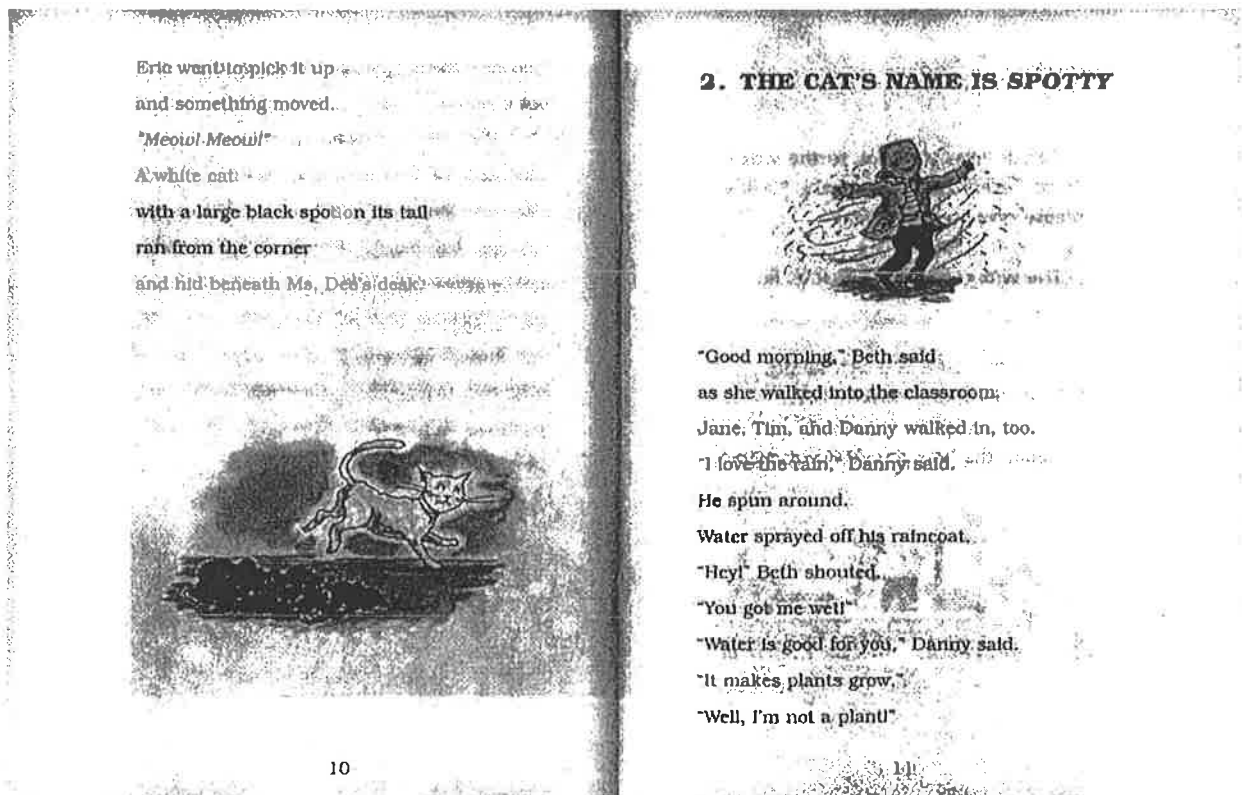 Eric went to pick it up
and something moved.
"Meow! Meow!"
A white cat
with a large black spot on its tail
ran from the corner
and hid beneath Ms. Dee's desk.
10
2. THE CAT'S NAME IS SPOTTY
"Good morning," Beth said
as she walked into the classroom.
Jane, Tim, and Danny walked in, too.
"I love the rain," Danny said.
He spun around.
Water sprayed off his raincoat.
"Hey!" Beth shouted.
"You got me wet!"
"Water is good for you," Danny said.
"It makes plants grow."
"Well, I'm not a plant!"
11